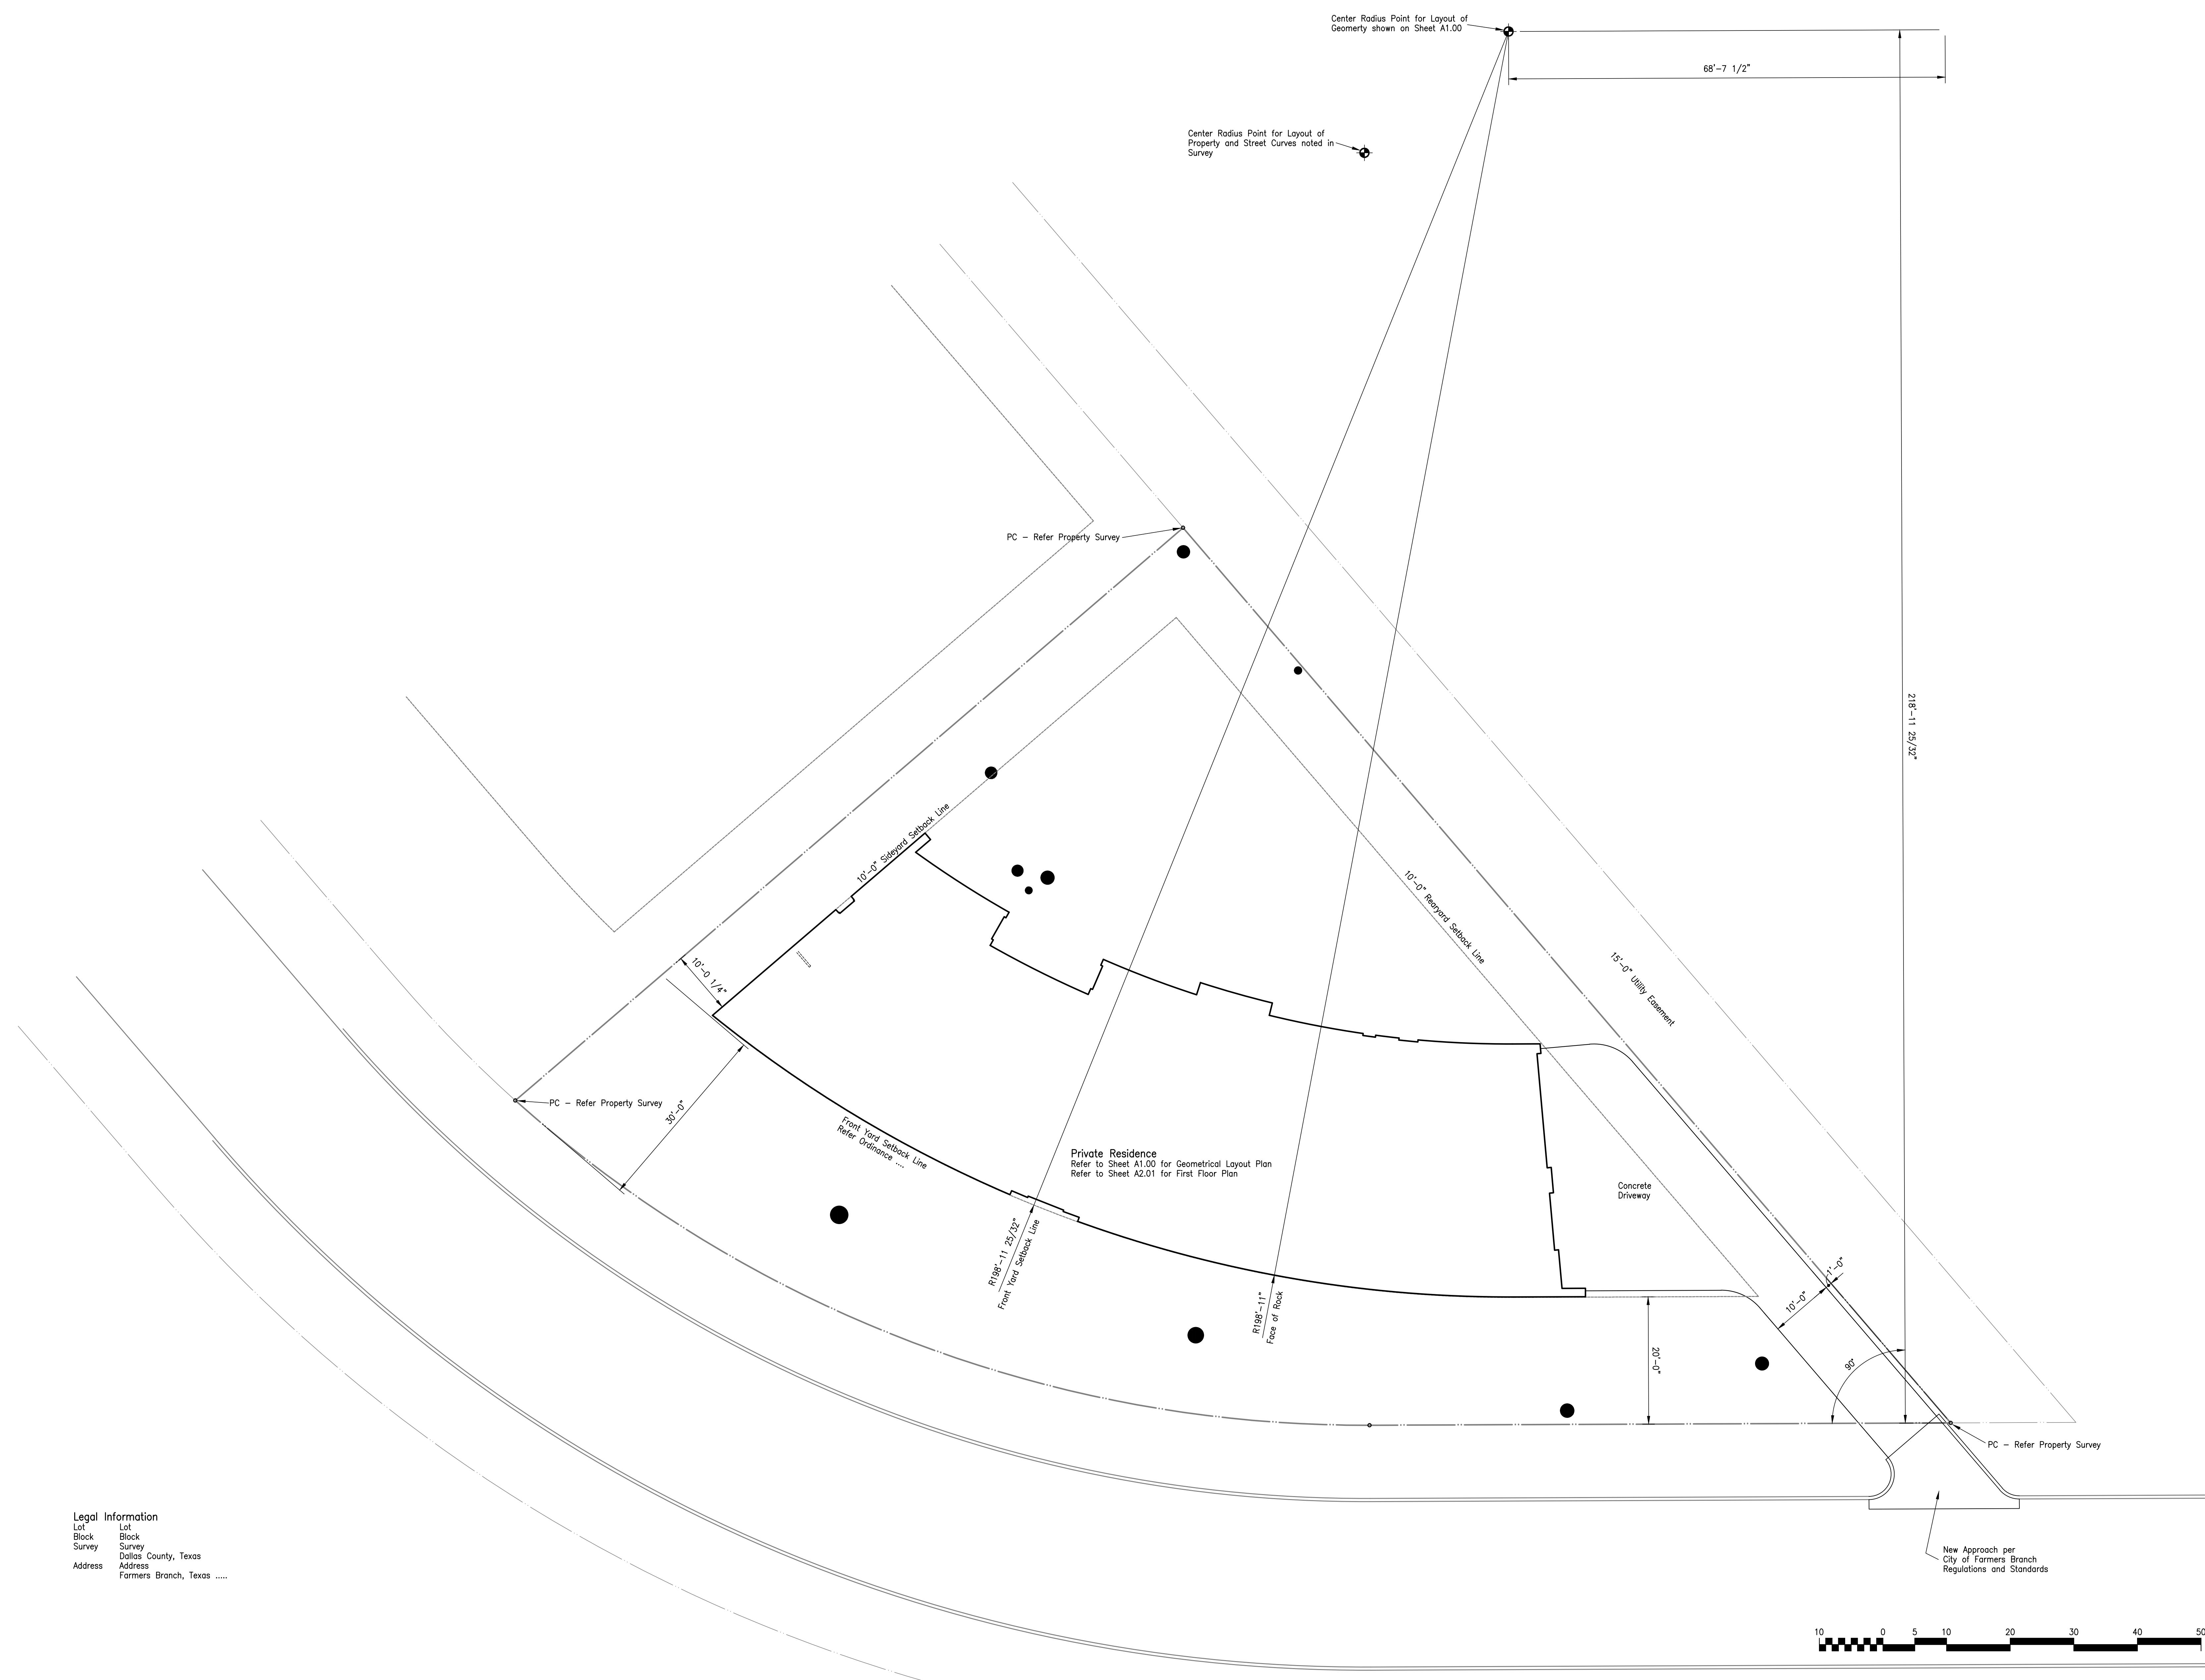 Center Radius Point for Layout of
Geomerty shown on Sheet A1.00
68'-7 1/2"
Center Radius Point for Layout of
Property and Street Curves noted in
Survey
PC - Refer Property Survey
218'-11 25/32"
10'-0" Sideyard Setback Line
10'-0" Rearyard Setback Line
15'-0" Utility Easement
10'-0 1/4"
PC - Refer Property Survey
30'-0"
Front Yard Setback Line
Refer Ordinance ....
Private Residence
Refer to Sheet A1.00 for Geometrical Layout Plan
Refer to Sheet A2.01 for First Floor Plan
Concrete
Driveway
R198'-11 25/32"
Front Yard Setback Line
R198'-11"
Face of Rock
1'-0"
10'-0"
20'-0"
90°
PC - Refer Property Survey
Legal Information
Lot Lot
Block Block
Survey Survey
Dallas County, Texas
Address Address
Farmers Branch, Texas .....
New Approach per
City of Farmers Branch
Regulations and Standards
10 0 5 10 20 30 40 50